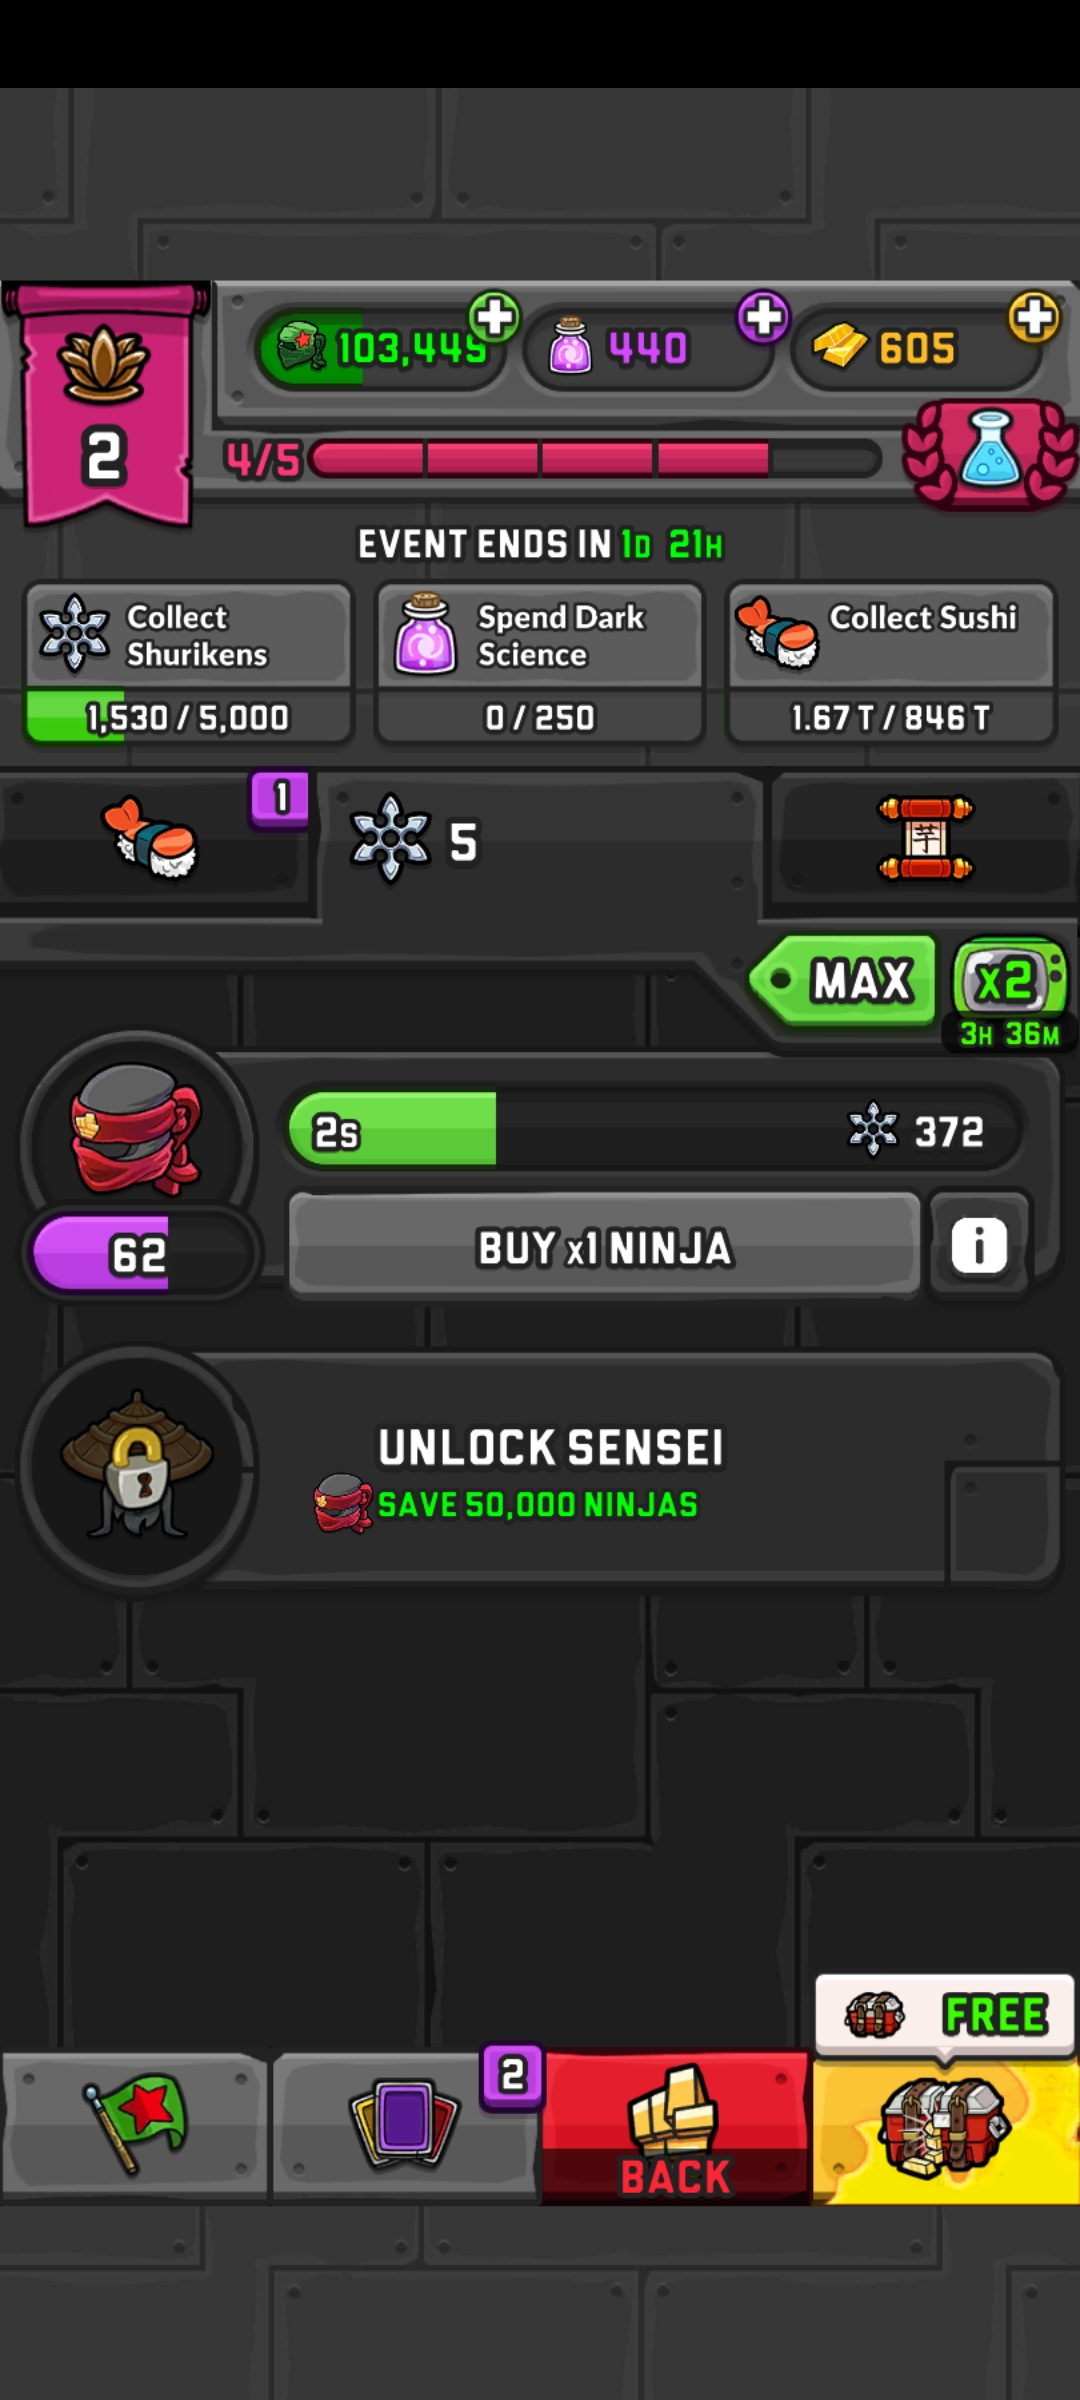 103,449
440
605
2
4/5
EVENT ENDS IN 1D 21H
Collect
Shurikens
1,530 / 5,000
Spend Dark
Science
0 / 250
Collect Sushi
1.67 T / 846 T
1
5
芋
MAX
x2
3H 36M
2S
372
62
BUY x1 NINJA
i
UNLOCK SENSEI
SAVE 50,000 NINJAS
FREE
2
BACK